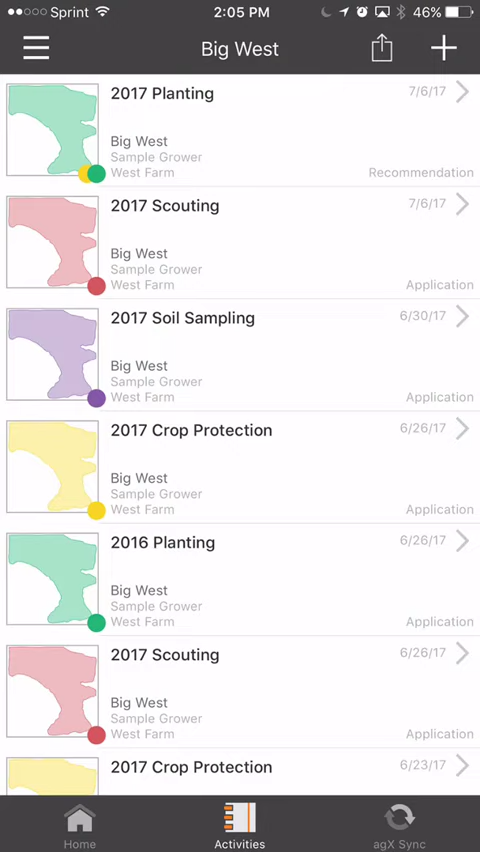 Sprint 2:05 PM 46%
Big West
2017 Planting 7/6/17
Big West
Sample Grower
West Farm Recommendation
2017 Scouting 7/6/17
Big West
Sample Grower
West Farm Application
2017 Soil Sampling 6/30/17
Big West
Sample Grower
West Farm Application
2017 Crop Protection 6/26/17
Big West
Sample Grower
West Farm Application
2016 Planting 6/26/17
Big West
Sample Grower
West Farm Application
2017 Scouting 6/26/17
Big West
Sample Grower
West Farm Application
2017 Crop Protection 6/23/17
Home Activities agX Sync